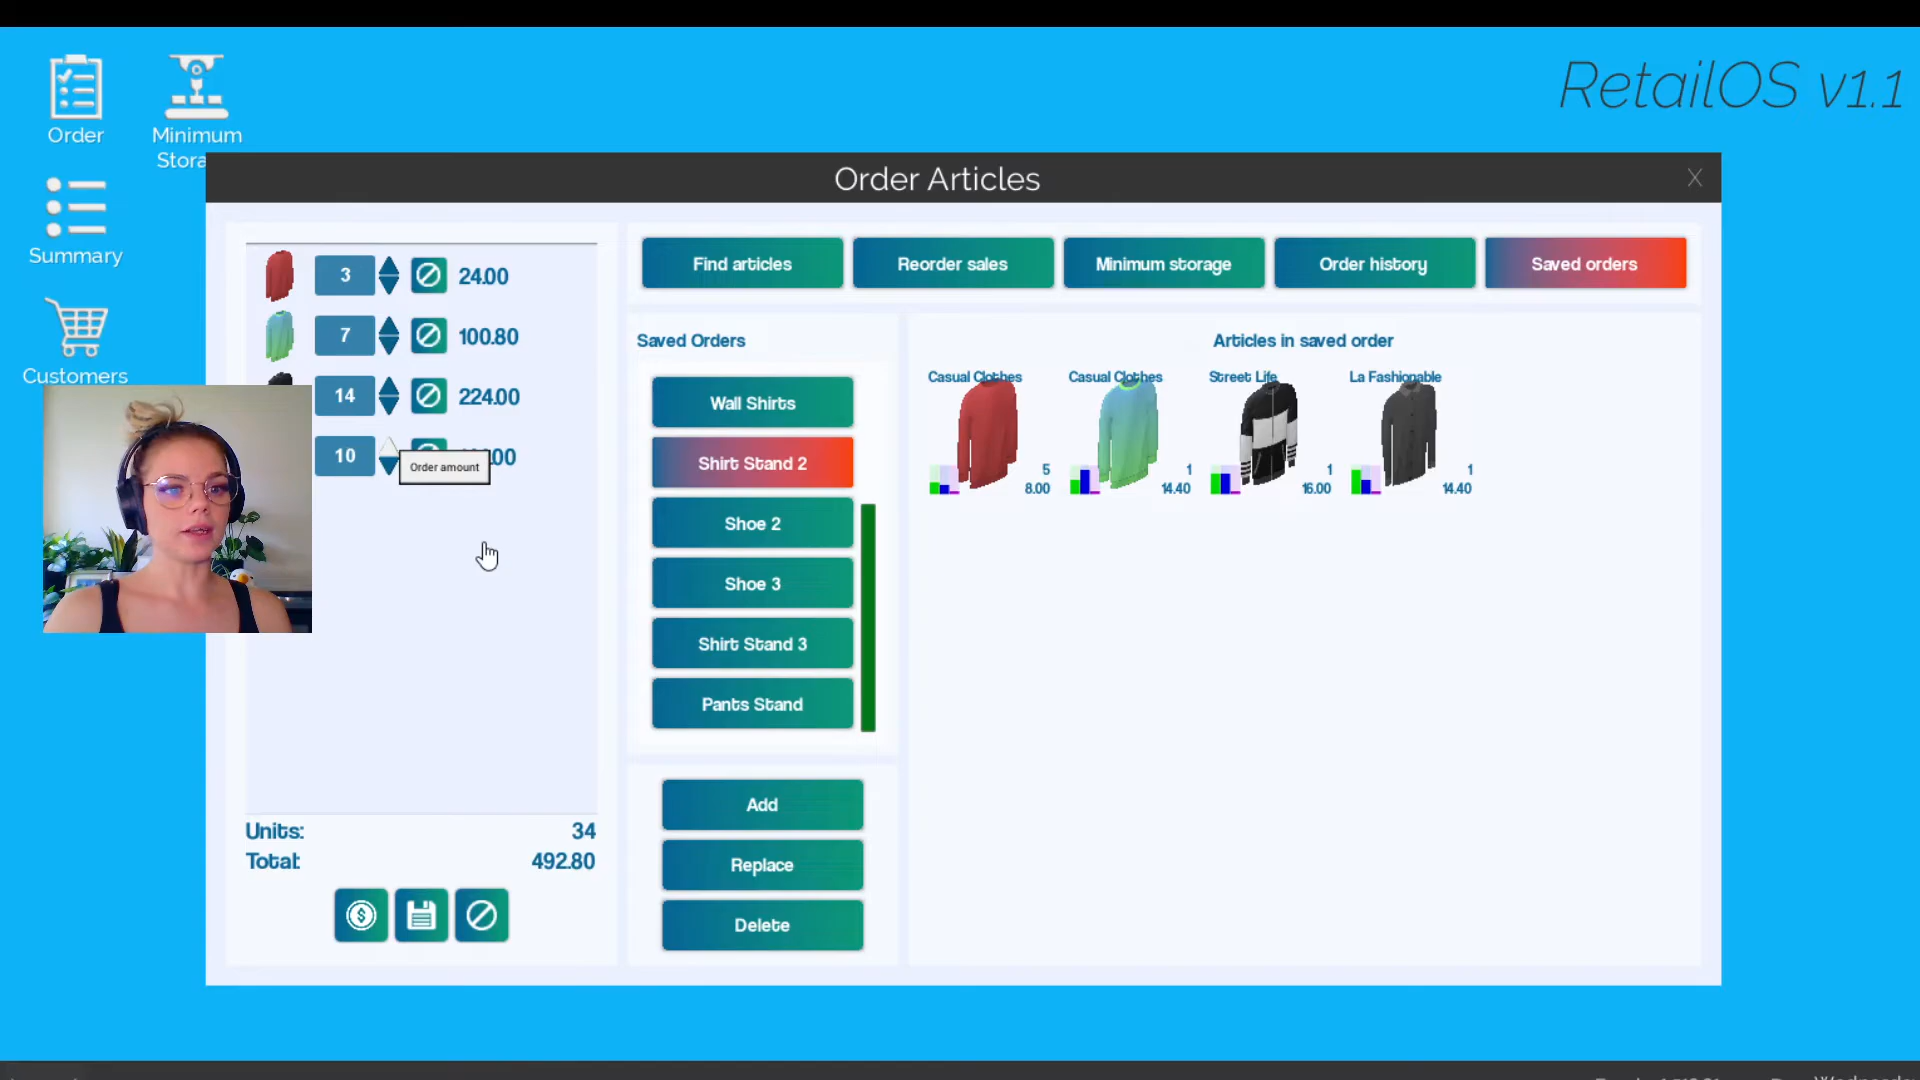 RetailOS v1.1
Order
Minimum
Summary
Customers
Order Articles
X
3
24.00
7
100.80
14
224.00
10
Order amount
Units:
34
Total:
492.80
Find articles
Reorder sales
Minimum storage
Order history
Saved orders
Saved Orders
Wall Shirts
Shirt Stand 2
Shoe 2
Shoe 3
Shirt Stand 3
Pants Stand
Add
Replace
Delete
Articles in saved order
Casual Clothes
5
8.00
Casual Clothes
1
14.40
Street Life
1
16.00
La Fashionable
1
14.40